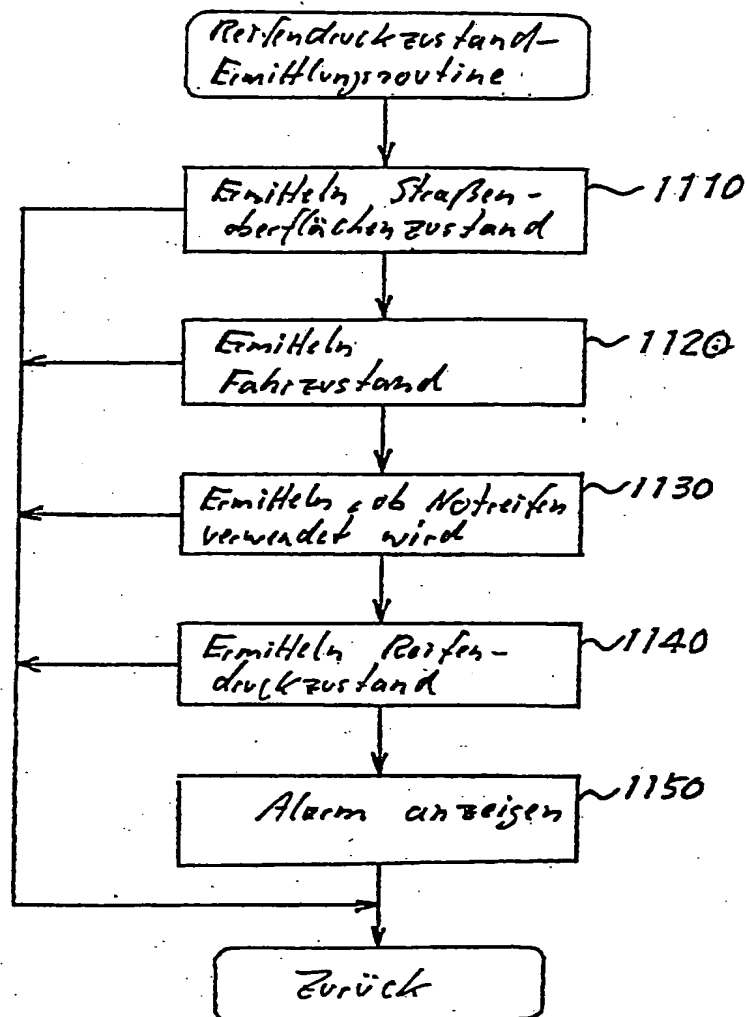 Reifendruckzustand-
Ermittlungsroutine
Ermitteln Straßen-
oberflächenzustand
1110
Ermitteln
Fahrzustand
1120
Ermitteln, ob Notreifen
verwendet wird
1130
Ermitteln Reifen-
druckzustand
1140
Alarm anzeigen
1150
Zurück